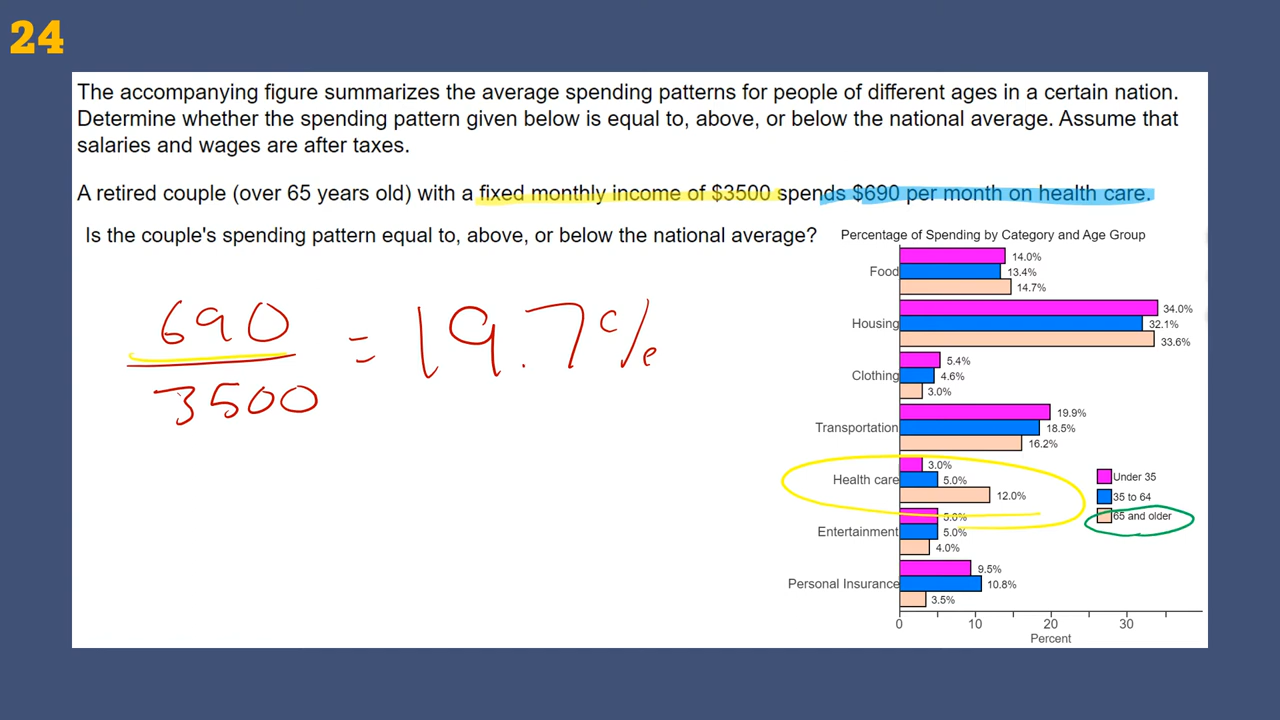 24
The accompanying figure summarizes the average spending patterns for people of different ages in a certain nation.
Determine whether the spending pattern given below is equal to, above, or below the national average. Assume that
salaries and wages are after taxes.
A retired couple (over 65 years old) with a fixed monthly income of $3500 spends $690 per month on health care.
Is the couple's spending pattern equal to, above, or below the national average?
690
3500
= 19.7%
Percentage of Spending by Category and Age Group
Food
14.0%
13.4%
14.7%
Housing
34.0%
32.1%
33.6%
Clothing
5.4%
4.6%
3.0%
Transportation
19.9%
18.5%
16.2%
Health care
3.0%
5.0%
12.0%
Entertainment
5.0%
5.0%
4.0%
Personal Insurance
9.5%
10.8%
3.5%
Under 35
35 to 64
65 and older
0 10 20 30
Percent